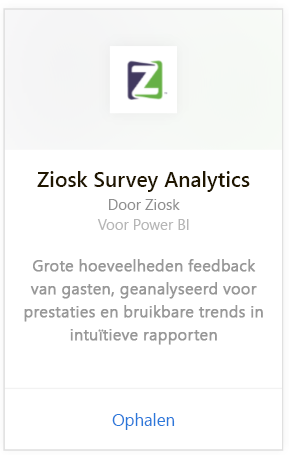 Z
Ziosk Survey Analytics
Door Ziosk
Voor Power BI
Grote hoeveelheden feedback
van gasten, geanalyseerd voor
prestaties en bruikbare trends in
intuïtieve rapporten
Ophalen